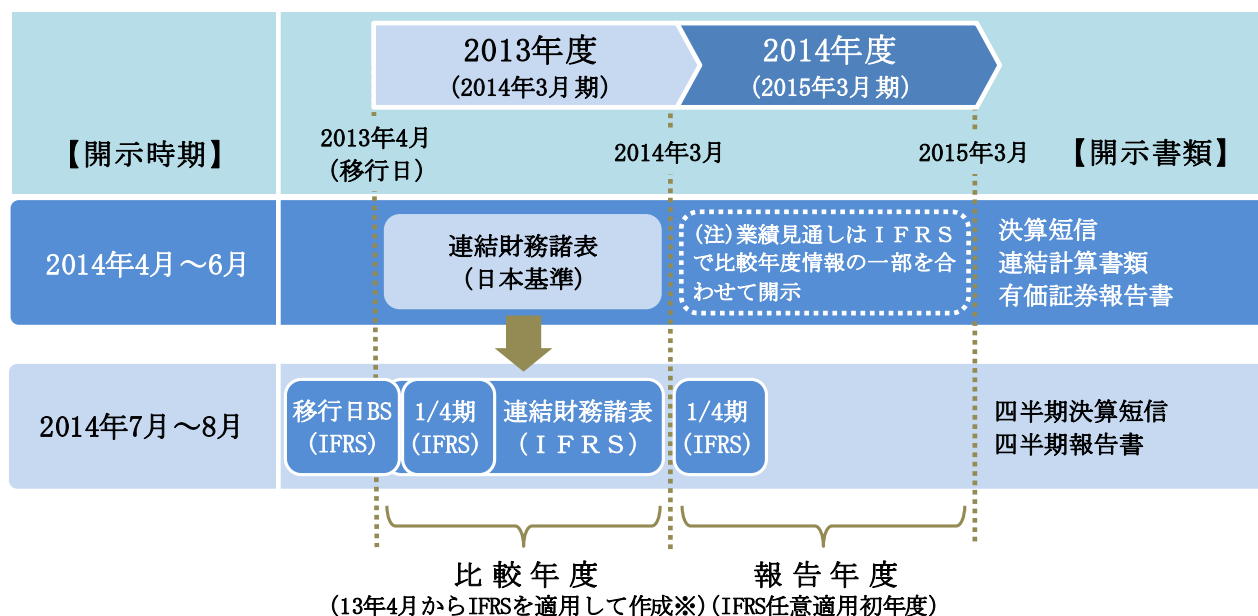 2013年度
(2014年3月期)
2014年度
(2015年3月期)
【開示時期】
2013年4月
(移行日)
2014年3月
2015年3月
【開示書類】
2014年4月～6月
連結財務諸表
(日本基準)
(注)業績見通しはＩＦＲＳ
で比較年度情報の一部を合
わせて開示
決算短信
連結計算書類
有価証券報告書
2014年7月～8月
移行日BS
(IFRS)
1/4期
(IFRS)
連結財務諸表
(ＩＦＲＳ)
1/4期
(IFRS)
四半期決算短信
四半期報告書
比較年度
(13年4月からIFRSを適用して作成※)
報告年度
(IFRS任意適用初年度)